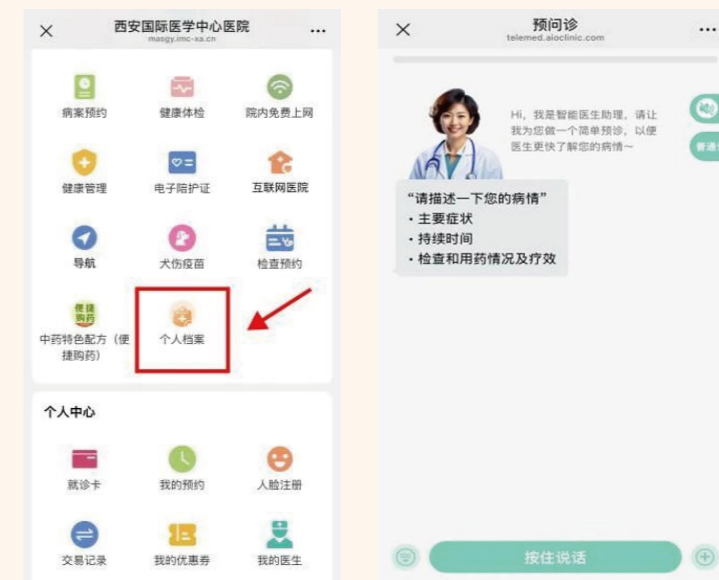 西安国际医学中心医院
masgy.imc-xa.cn
病案预约
健康体检
院内免费上网
健康管理
电子陪护证
互联网医院
导航
犬伤疫苗
检查预约
便捷
购药
中药特色配方（便
捷购药）
个人档案
个人中心
就诊卡
我的预约
人脸注册
交易记录
我的优惠券
我的医生
预问诊
telemed.aioclinic.com
Hi，我是智能医生助理，请让
我为您做一个简单预诊，以便
医生更快了解您的病情～
普通
“请描述一下您的病情”
·主要症状
·持续时间
·检查和用药情况及疗效
按住说话